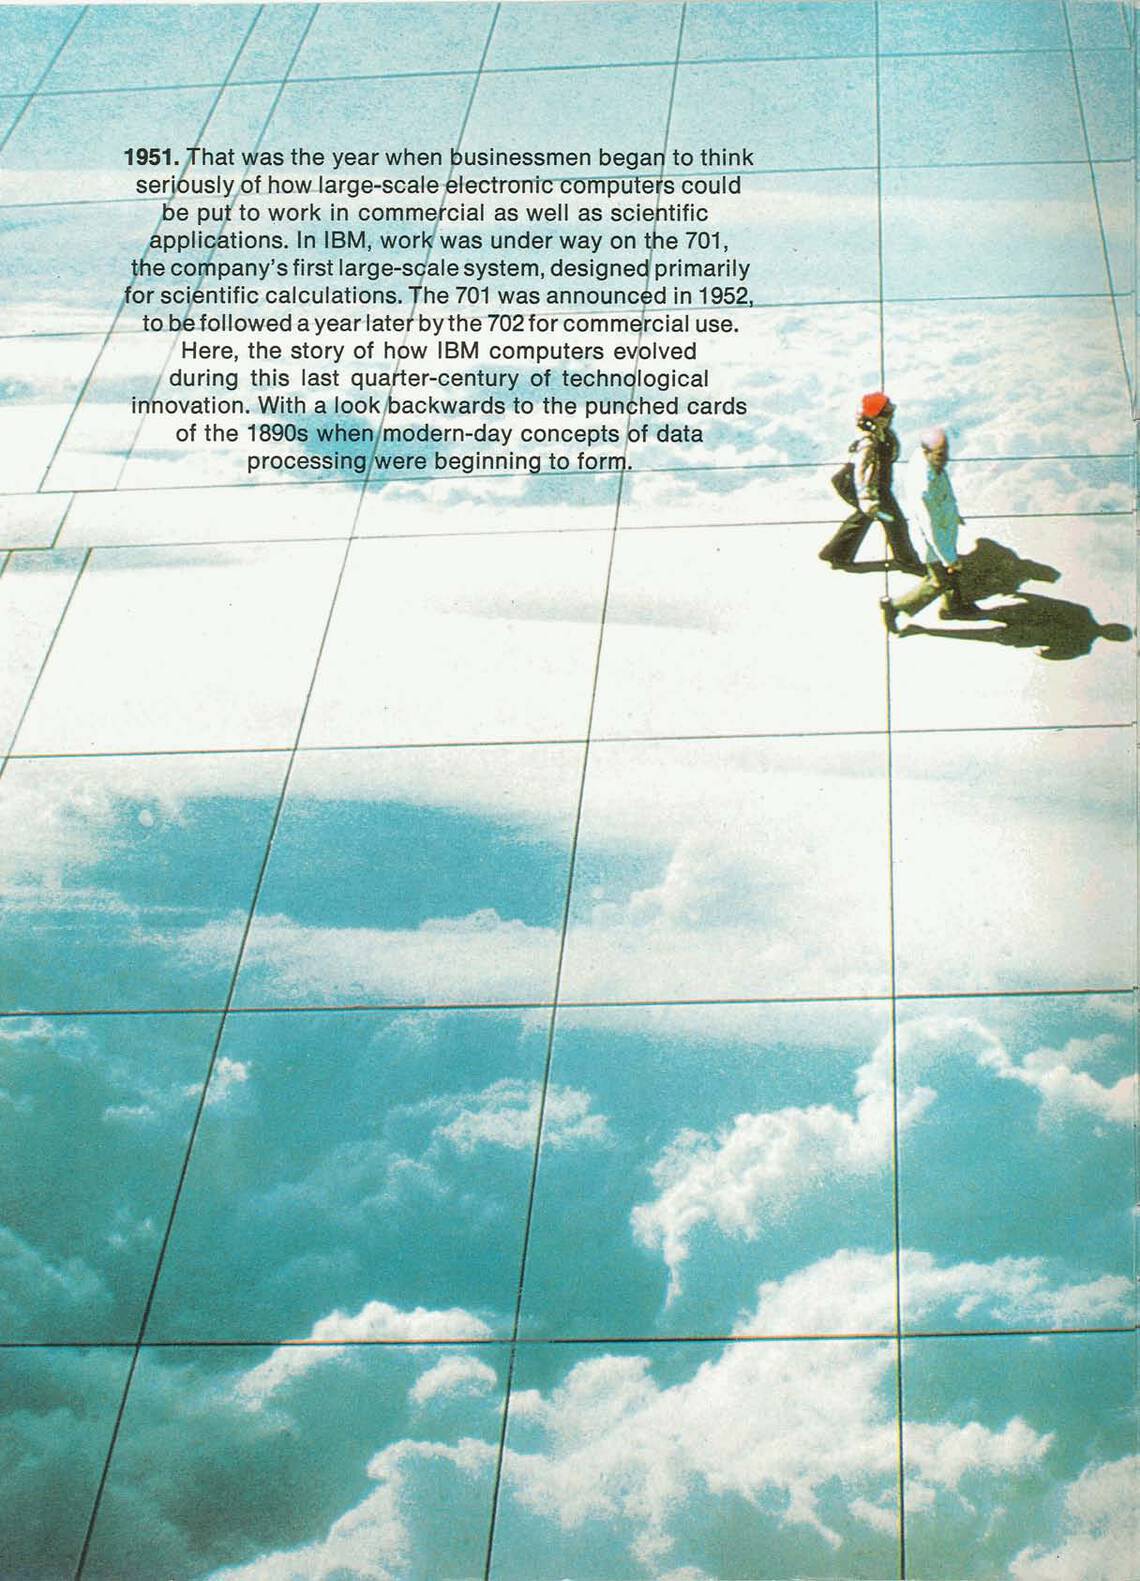 1951. That was the year when businessmen began to think
seriously of how large-scale electronic computers could
be put to work in commercial as well as scientific
applications. In IBM, work was under way on the 701,
the company's first large-scale system, designed primarily
for scientific calculations. The 701 was announced in 1952,
to be followed a year later by the 702 for commercial use.
Here, the story of how IBM computers evolved
during this last quarter-century of technological
innovation. With a look backwards to the punched cards
of the 1890s when modern-day concepts of data
processing were beginning to form.